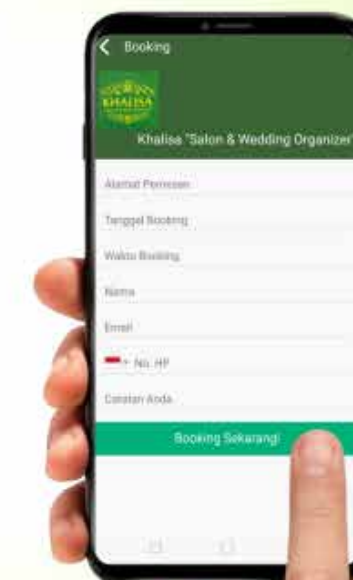 Booking
KHALISA
Khalisa "Salon & Wedding Organizer"
Alamat Pemesan
Tanggal Booking
Waktu Booking
Nama
Email
No. HP
Catatan Anda
Booking Sekarang!